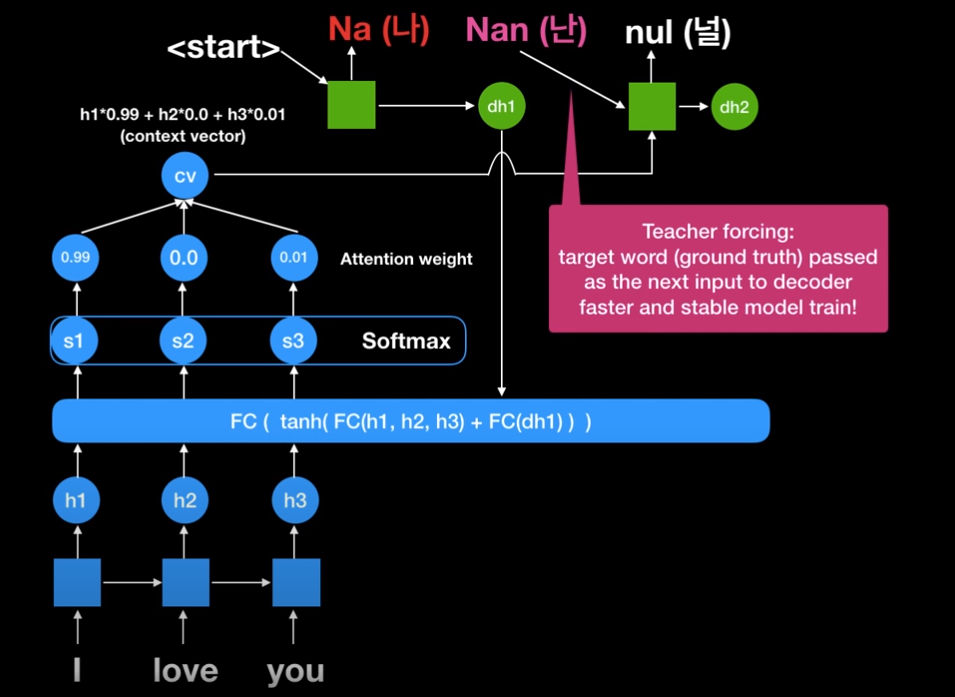 <start>
Na (나)
Nan (난)
nul (널)
dh1
dh2
h1*0.99 + h2*0.0 + h3*0.01
(context vector)
cv
0.99
0.0
0.01
Attention weight
Teacher forcing:
target word (ground truth) passed
as the next input to decoder
faster and stable model train!
s1
s2
s3
Softmax
FC ( tanh( FC(h1, h2, h3) + FC(dh1) ) )
h1
h2
h3
I
love
you